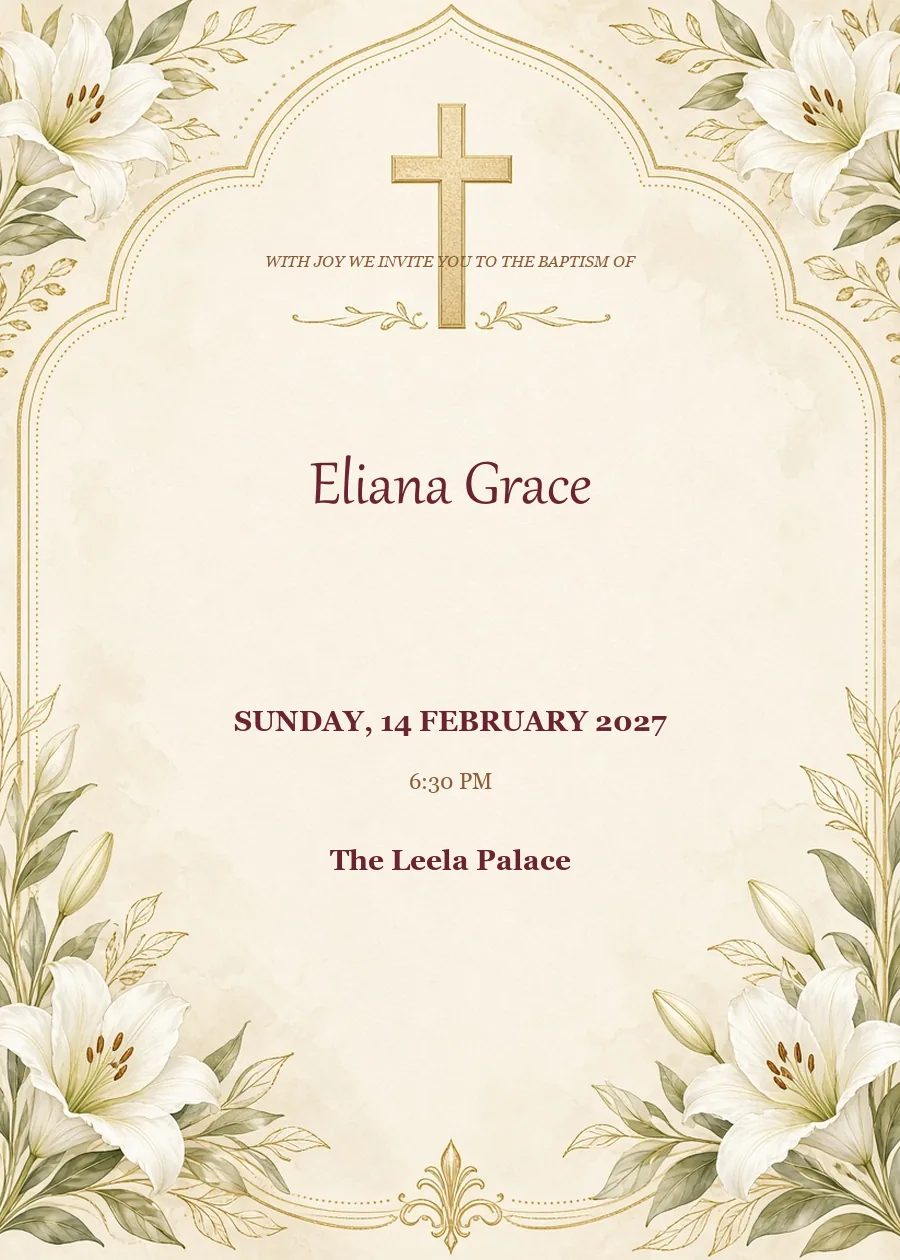 WITH JOY WE INVITE YOU TO THE BAPTISM OF
Eliana Grace
SUNDAY, 14 FEBRUARY 2027
6:30 PM
The Leela Palace